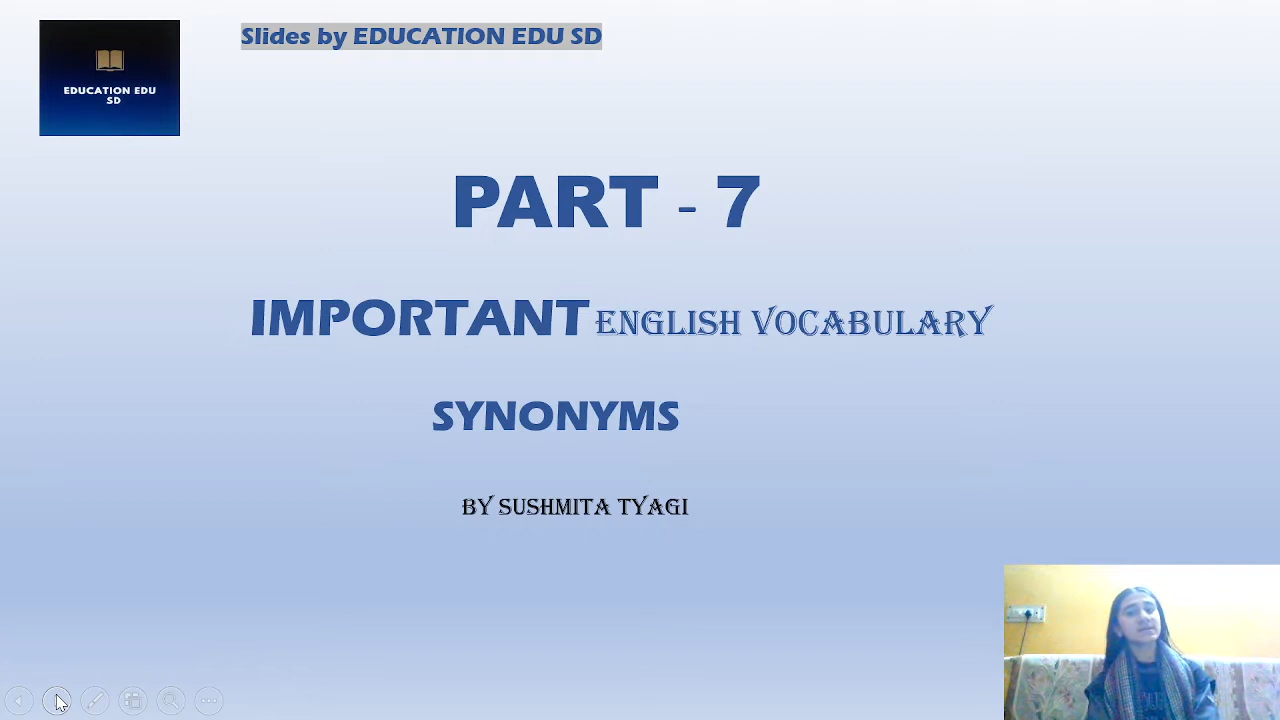 Slides by EDUCATION EDU SD
EDUCATION EDU
SD
PART - 7
IMPORTANT ENGLISH VOCABULARY
SYNONYMS
BY SUSHMITA TYAGI